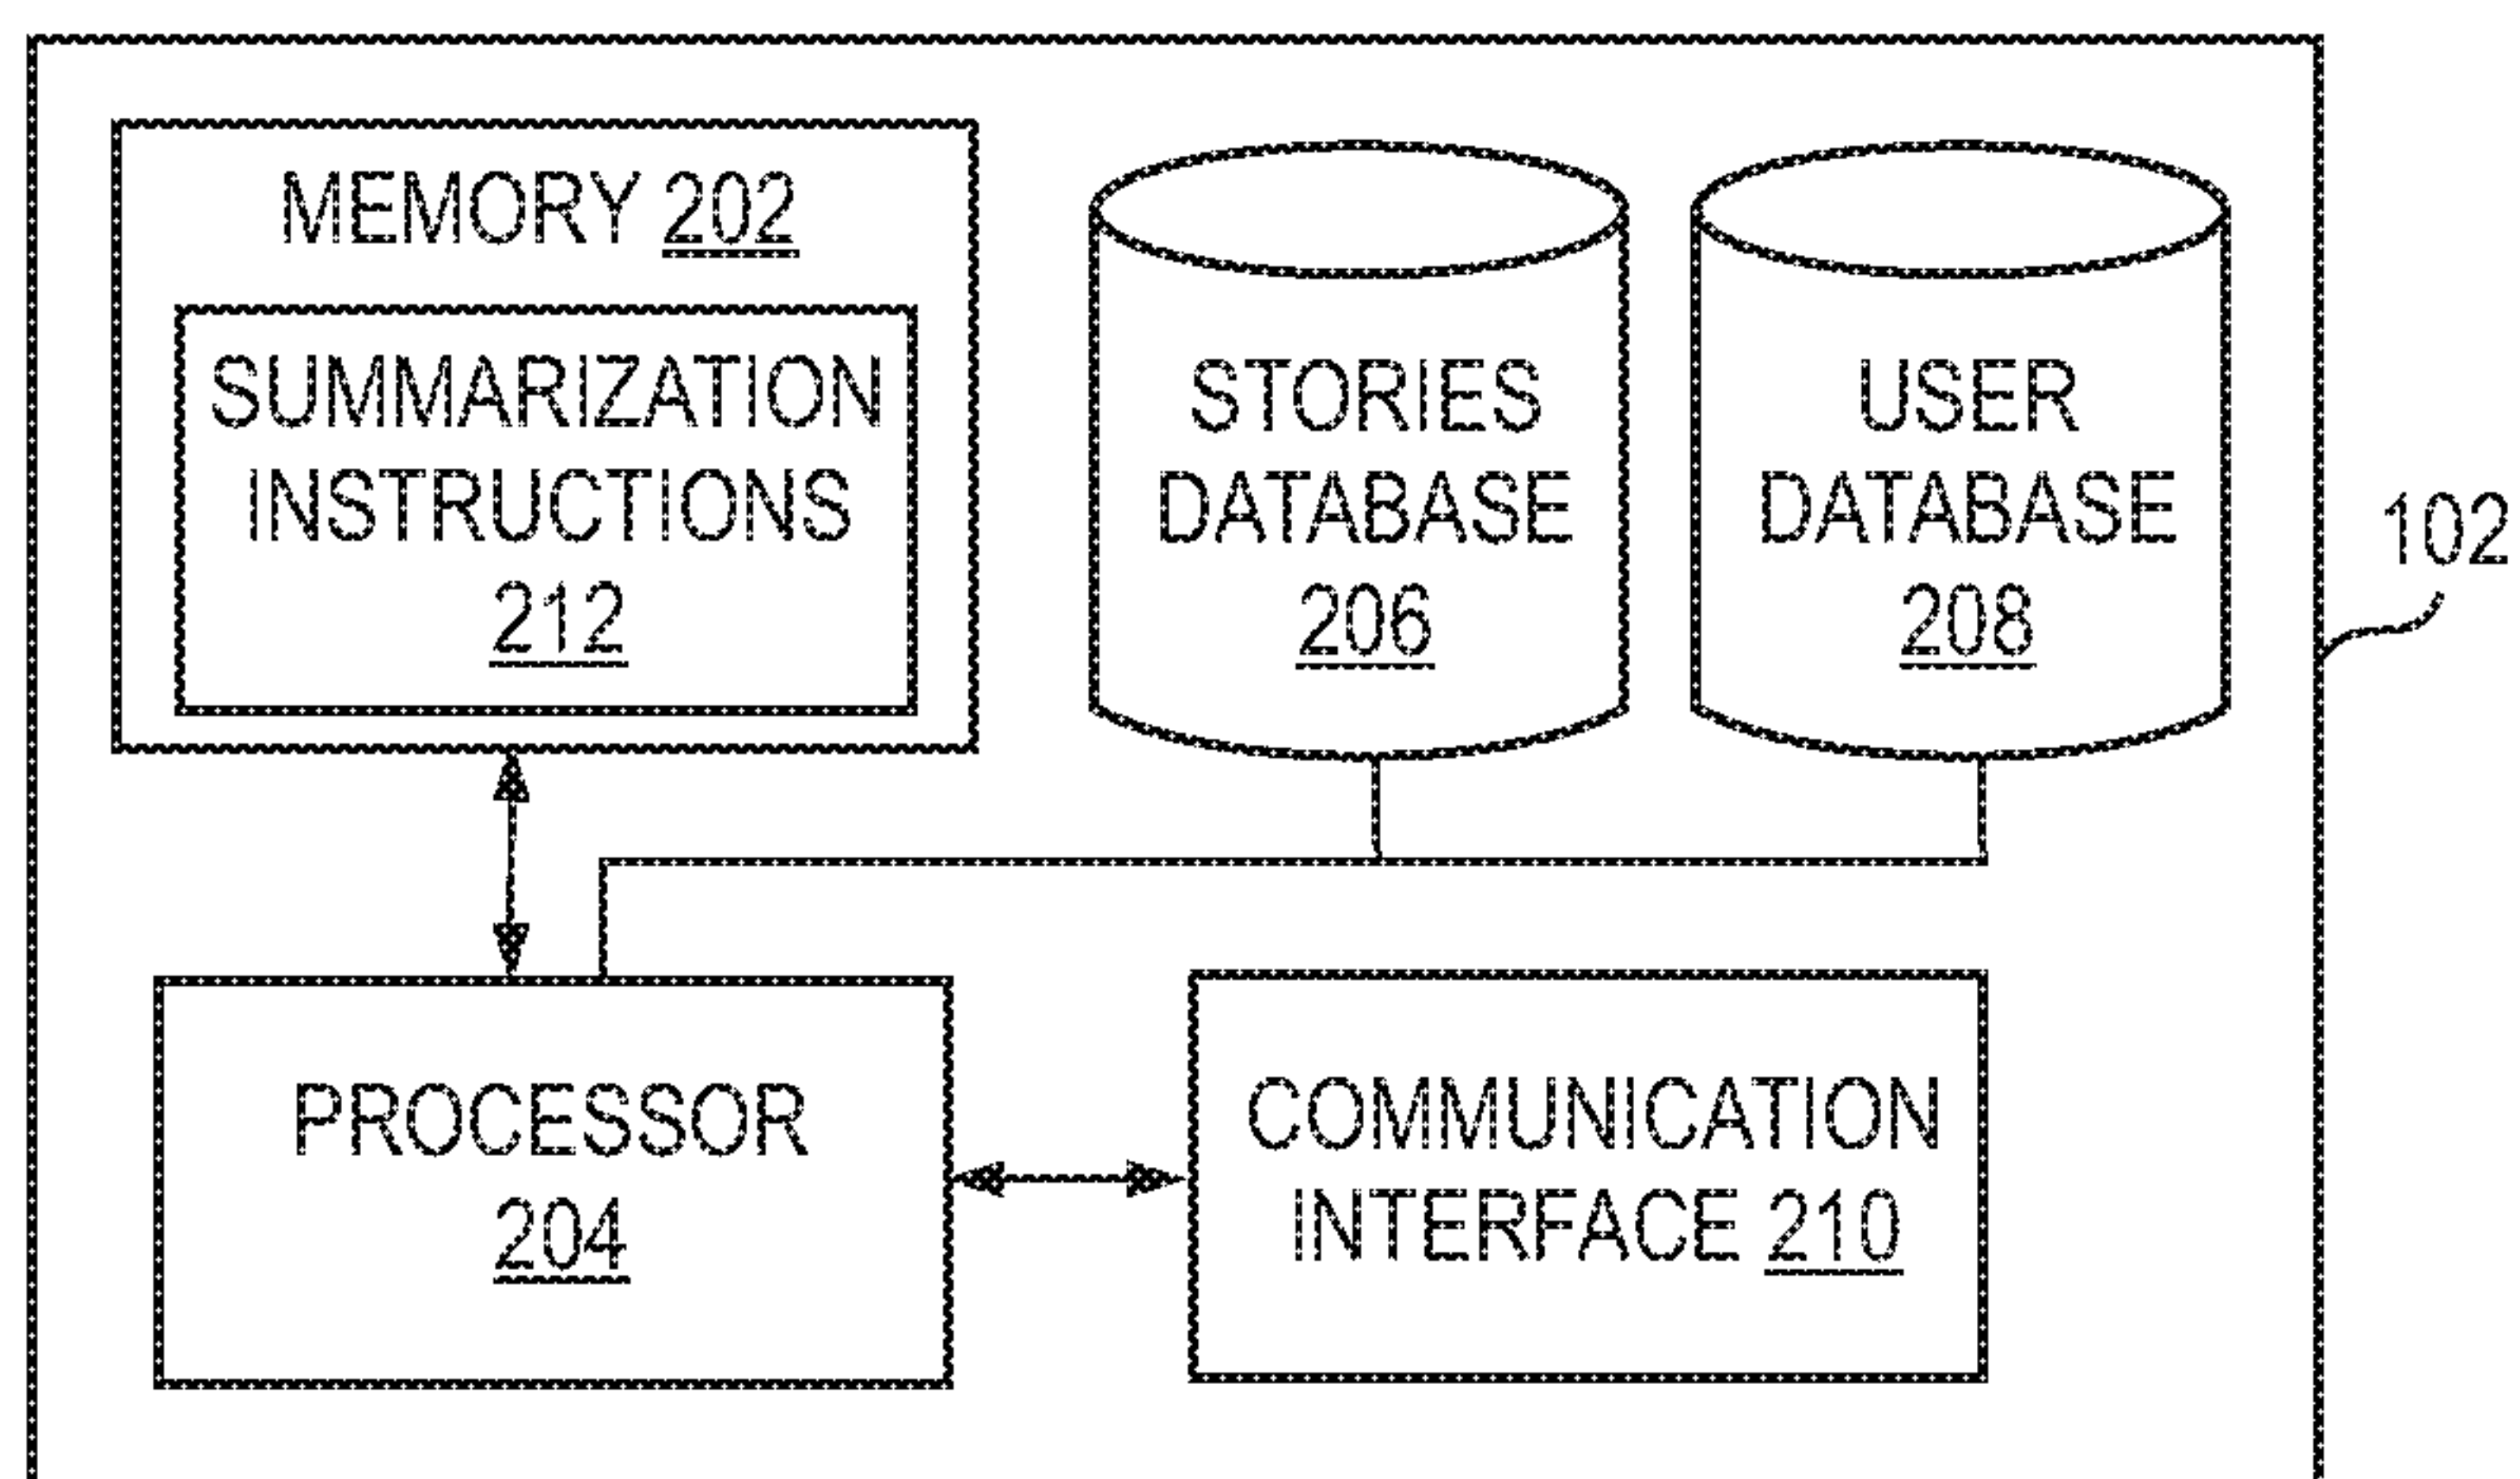 MEMORY 202
SUMMARIZATION
INSTRUCTIONS
212
STORIES
DATABASE
206
USER
DATABASE
208
102
PROCESSOR
204
COMMUNICATION
INTERFACE 210